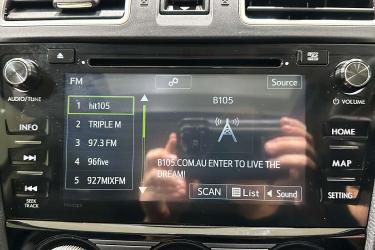 FM
Source
AUDIO/TUNE
VOLUME
INFO
SEEK
TRACK
1 hit105
2 TRIPLE M
3 97.3 FM
4 96five
5 927MIXFM
B105
B105.COM.AU ENTER TO LIVE THE
DREAM!
SCAN
List
Sound
HOME
MAP
SETTING